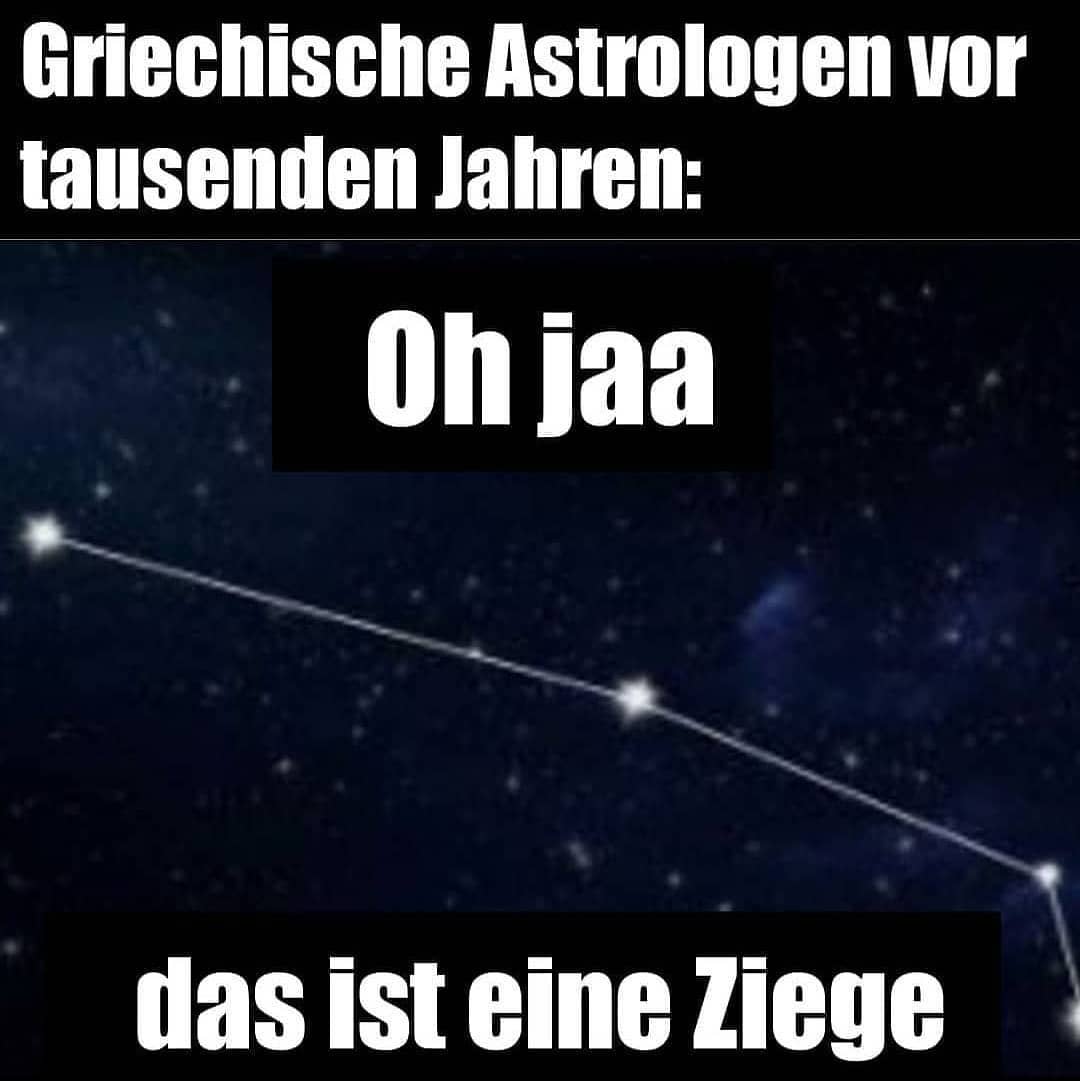 Griechische Astrologen vor
tausenden Jahren:
Oh jaa
das ist eine Ziege